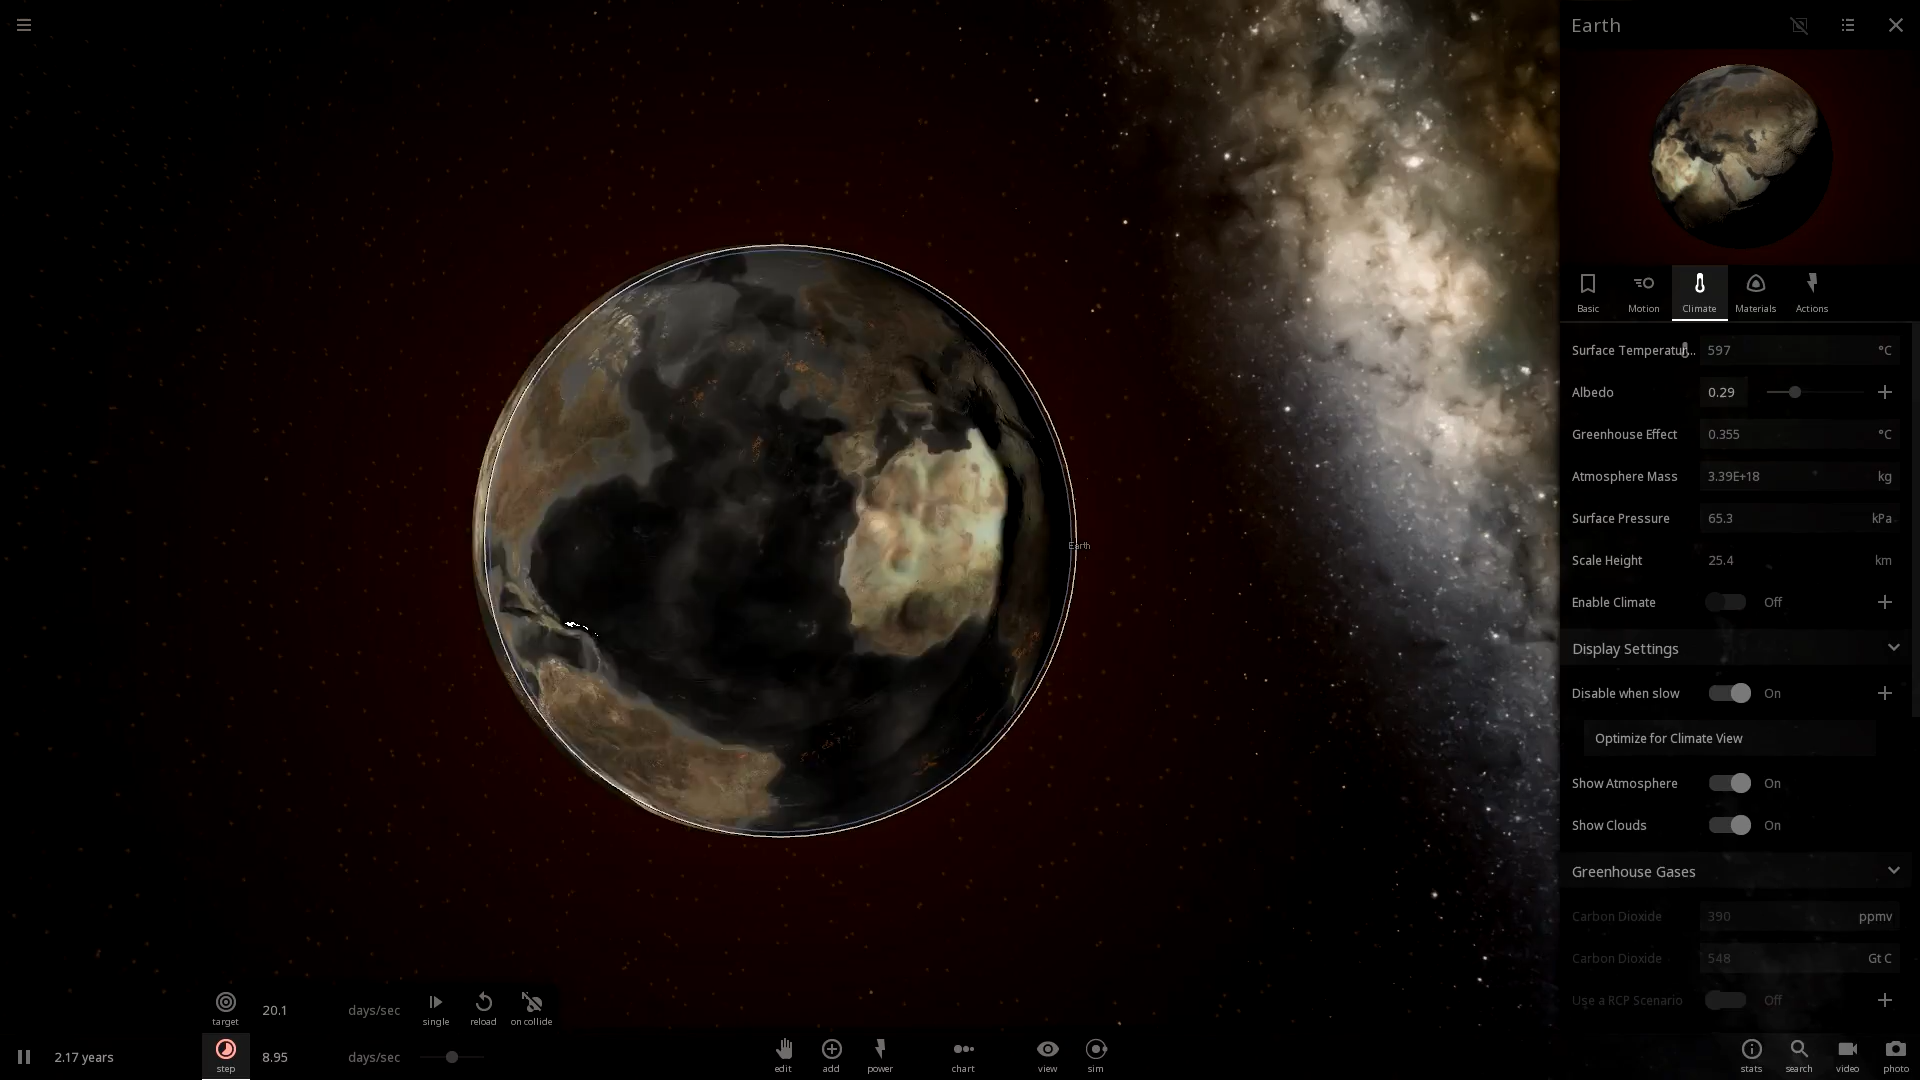 Earth
Basic
Motion
Climate
Materials
Actions
Surface Temperatur... 597 °C
Albedo 0.29
Greenhouse Effect 0.355 °C
Atmosphere Mass 3.39E+18 kg
Surface Pressure 65.3 kPa
Scale Height 25.4 km
Enable Climate Off
Display Settings
Disable when slow On
Optimize for Climate View
Show Atmosphere On
Show Clouds On
Greenhouse Gases
Carbon Dioxide 390 ppmv
Carbon Dioxide 548 Gt C
Use a RCP Scenario Off
Earth
target 20.1 days/sec single reload on collide
2.17 years step 8.95 days/sec
edit add power chart view sim
stats search video photo